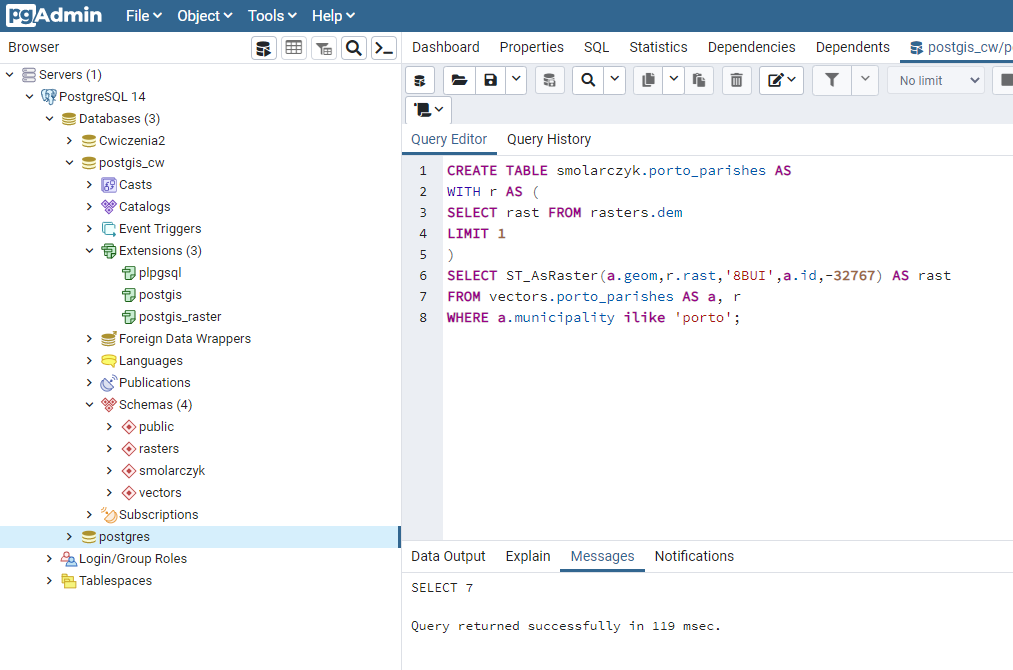 pgAdmin File Object Tools Help
Browser
Dashboard Properties SQL Statistics Dependencies Dependents postgis_cw/p
Servers (1)
PostgreSQL 14
Databases (3)
Cwiczenia2
postgis_cw
Casts
Catalogs
Event Triggers
Extensions (3)
plpgsql
postgis
postgis_raster
Foreign Data Wrappers
Languages
Publications
Schemas (4)
public
rasters
smolarczyk
vectors
Subscriptions
postgres
Login/Group Roles
Tablespaces
No limit
Query Editor Query History
1 CREATE TABLE smolarczyk.porto_parishes AS
2 WITH r AS (
3 SELECT rast FROM rasters.dem
4 LIMIT 1
5 )
6 SELECT ST_AsRaster(a.geom,r.rast,'8BUI',a.id,-32767) AS rast
7 FROM vectors.porto_parishes AS a, r
8 WHERE a.municipality ilike 'porto';
Data Output Explain Messages Notifications
SELECT 7
Query returned successfully in 119 msec.